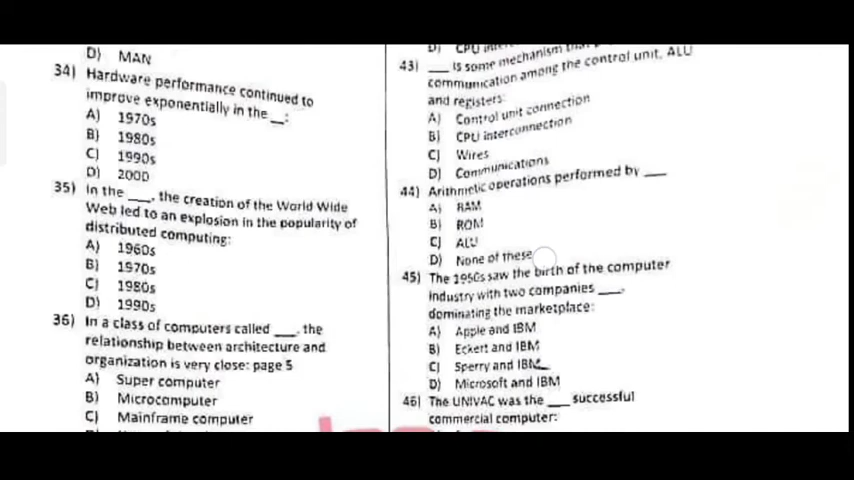 D) MAN
34) Hardware performance continued to
improve exponentially in the __:
A) 1970s
B) 1980s
C) 1990s
D) 2000
35) In the ___, the creation of the World Wide
Web led to an explosion in the popularity of
distributed computing:
A) 1960s
B) 1970s
C) 1980s
D) 1990s
36) In a class of computers called ___, the
relationship between architecture and
organization is very close: page 5
A) Super computer
B) Microcomputer
C) Mainframe computer
D) CPU
43) ___ is some mechanism that
communication among the control unit, ALU
and registers:
A) Control unit connection
B) CPU interconnection
C) Wires
D) Communications
44) Arithmetic operations performed by ___
A) RAM
B) ROM
C) ALU
D) None of these
45) The 1950s saw the birth of the computer
industry with two companies ___,
dominating the marketplace:
A) Apple and IBM
B) Eckert and IBM
C) Sperry and IBM
D) Microsoft and IBM
46) The UNIVAC was the ___ successful
commercial computer: